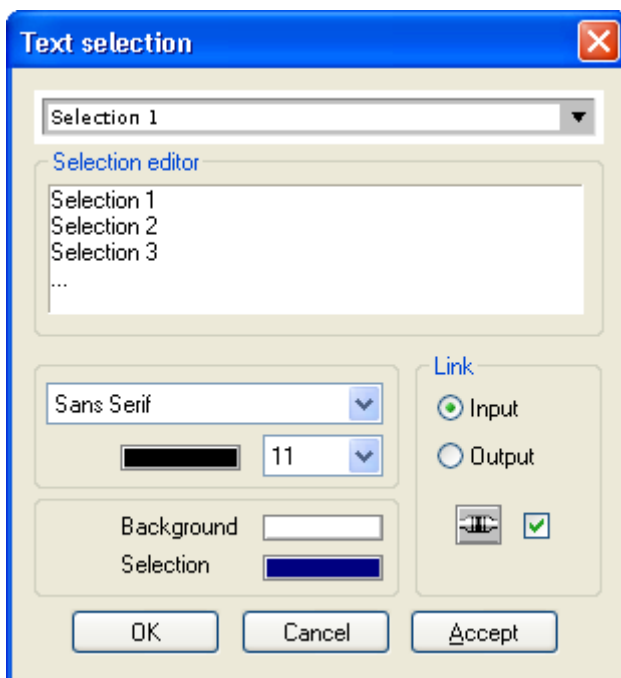 Text selection
Selection 1
Selection editor
Selection 1
Selection 2
Selection 3
...
Sans Serif
11
Link
Input
Output
Background
Selection
OK
Cancel
Accept